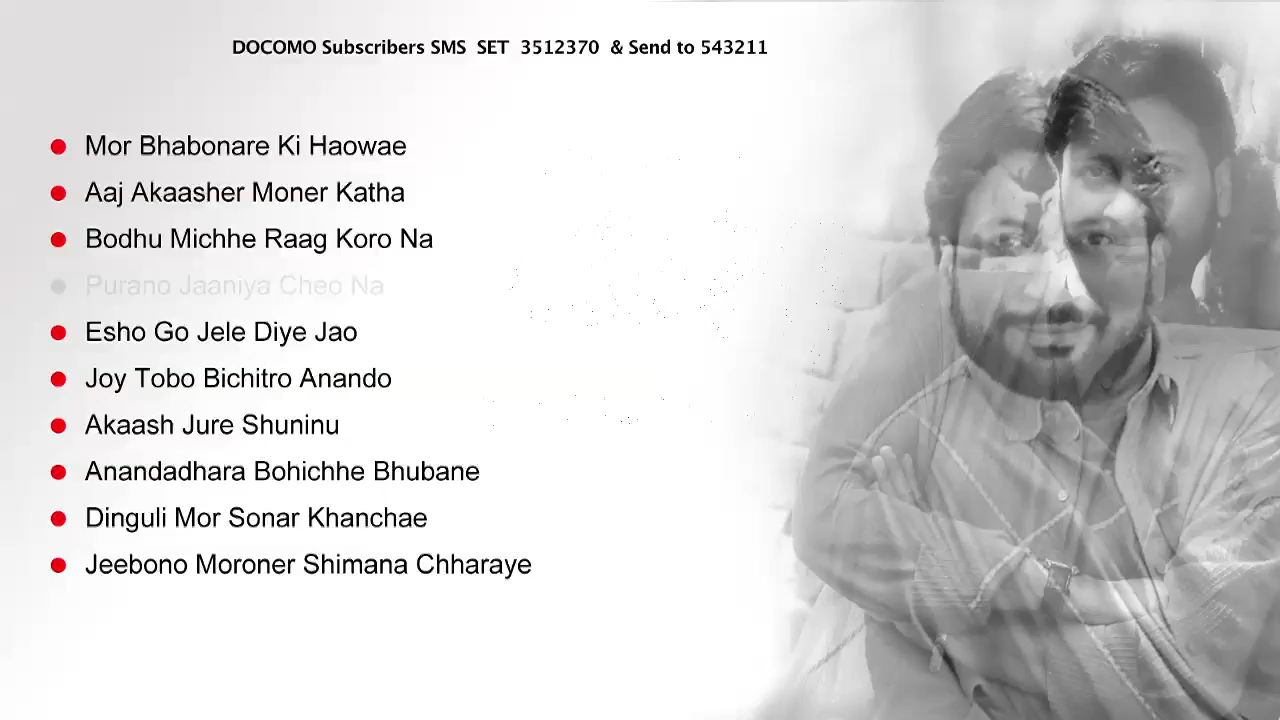 DOCOMO Subscribers SMS SET 3512370 & Send to 543211
Mor Bhabonare Ki Haowae
Aaj Akaasher Moner Katha
Bodhu Michhe Raag Koro Na
Purano Jaaniya Cheo Na
Esho Go Jele Diye Jao
Joy Tobo Bichitro Anando
Akaash Jure Shuninu
Anandadhara Bohichhe Bhubane
Dinguli Mor Sonar Khanchae
Jeebono Moroner Shimana Chharaye